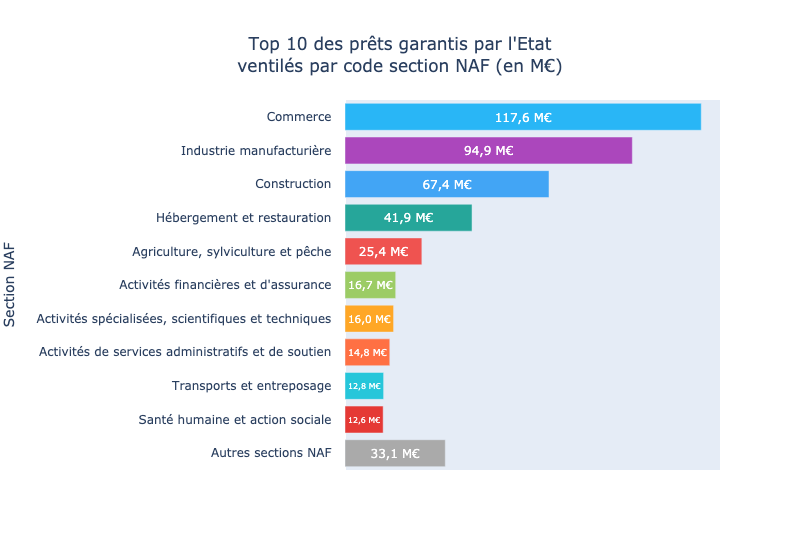 Top 10 des prêts garantis par l'Etat
ventilés par code section NAF (en M€)
Section NAF
Commerce 117,6 M€
Industrie manufacturière 94,9 M€
Construction 67,4 M€
Hébergement et restauration 41,9 M€
Agriculture, sylviculture et pêche 25,4 M€
Activités financières et d'assurance 16,7 M€
Activités spécialisées, scientifiques et techniques 16,0 M€
Activités de services administratifs et de soutien 14,8 M€
Transports et entreposage 12,8 M€
Santé humaine et action sociale 12,6 M€
Autres sections NAF 33,1 M€